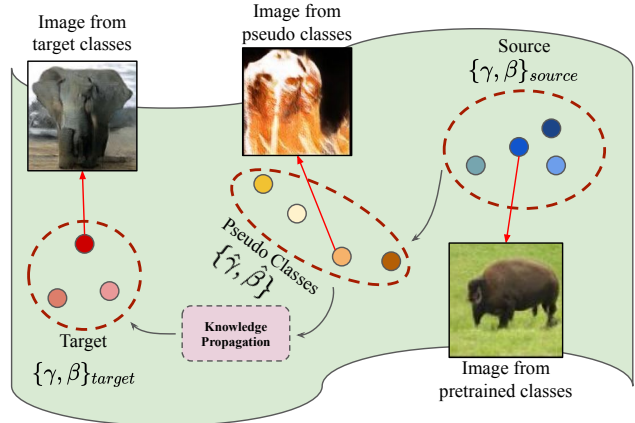 Image from
target classes
Image from
pseudo classes
Source
{γ, β}source
Pseudo Classes
{γ̂, β̂}
Knowledge
Propagation
Target
{γ, β}target
Image from
pretrained classes